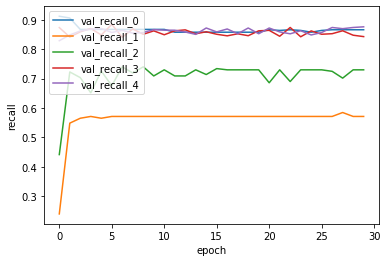 0.9
0.8
0.7
0.6
0.5
0.4
0.3
recall
val_recall_0
val_recall_1
val_recall_2
val_recall_3
val_recall_4
0 5 10 15 20 25 30
epoch